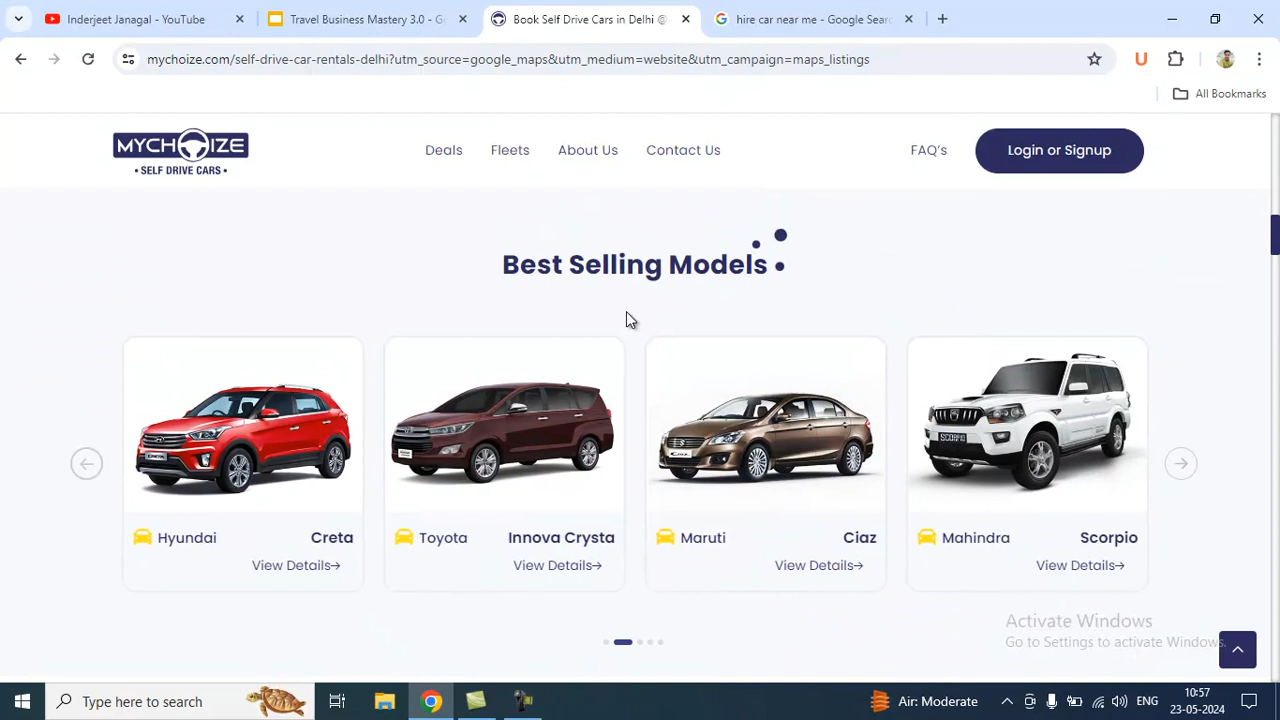 Inderjeet Janagal - YouTube
Travel Business Mastery 3.0 - G
Book Self Drive Cars in Delhi @
hire car near me - Google Sear
mychoize.com/self-drive-car-rentals-delhi?utm_source=google_maps&utm_medium=website&utm_campaign=maps_listings
U
All Bookmarks
MYCHOIZE
• SELF DRIVE CARS •
Deals
Fleets
About Us
Contact Us
FAQ's
Login or Signup
Best Selling Models
Hyundai Creta
View Details→
Toyota Innova Crysta
View Details→
Maruti Ciaz
View Details→
SCORPIO
Mahindra Scorpio
View Details→
Activate Windows
Go to Settings to activate Windows.
Type here to search
Air: Moderate
ENG
10:57
23-05-2024